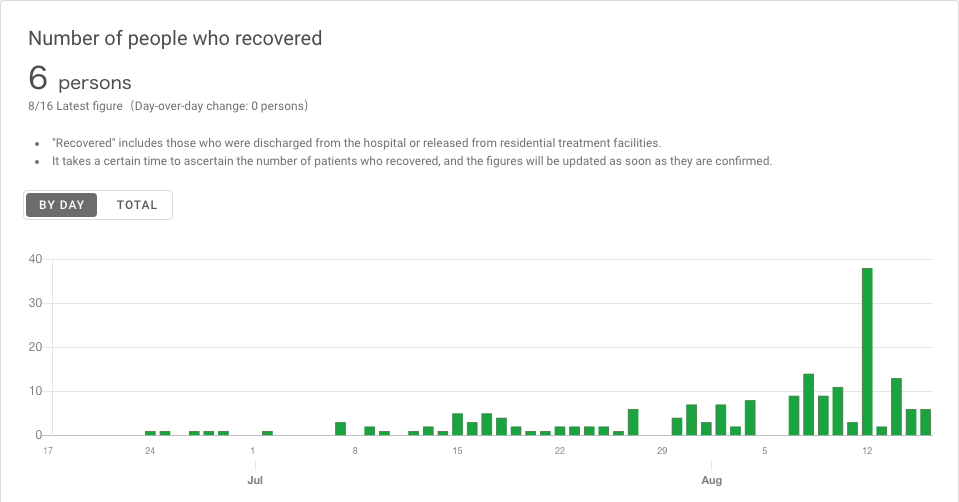 Number of people who recovered
6 persons
8/16 Latest figure（Day-over-day change: 0 persons）
• "Recovered" includes those who were discharged from the hospital or released from residential treatment facilities.
• It takes a certain time to ascertain the number of patients who recovered, and the figures will be updated as soon as they are confirmed.
BY DAY TOTAL
40
30
20
10
0
17 24 1 8 15 22 29 5 12
Jul Aug